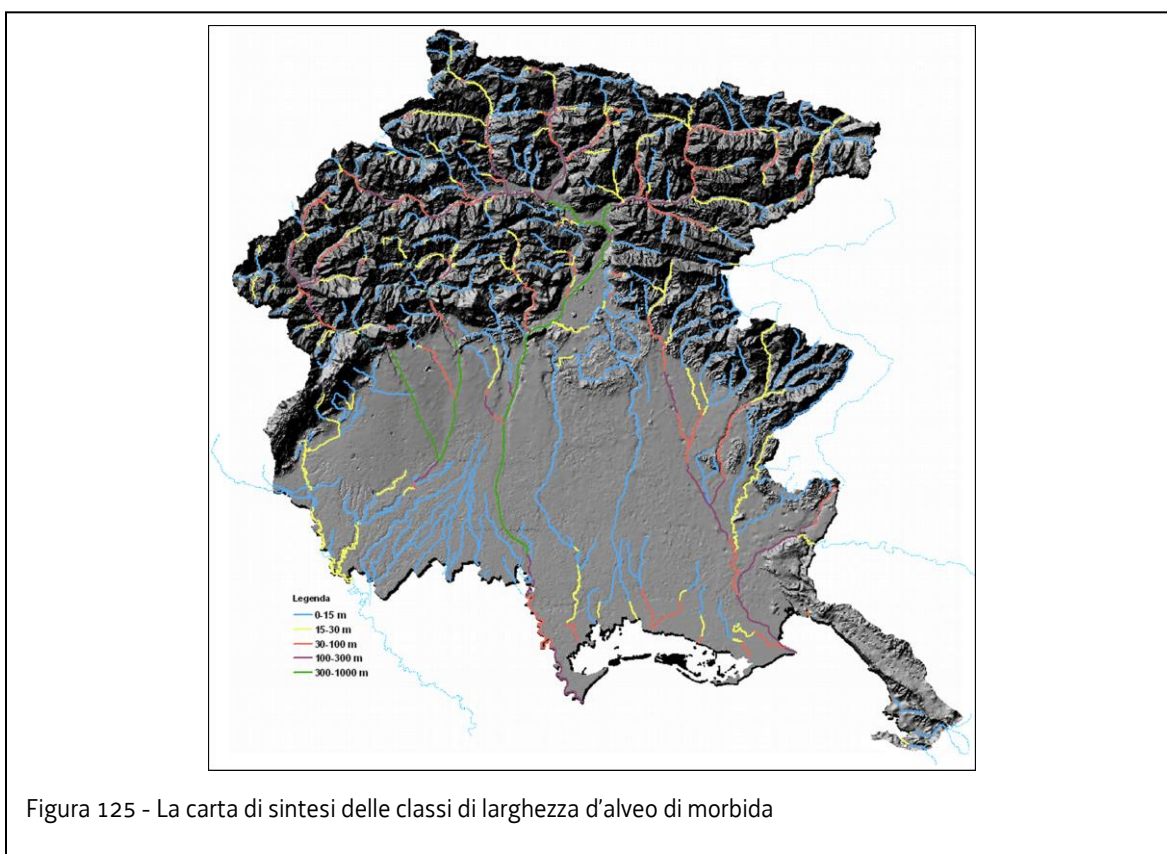 Legenda
0-15 m
15-30 m
30-100 m
100-300 m
300-1000 m
Figura 125 - La carta di sintesi delle classi di larghezza d'alveo di morbida